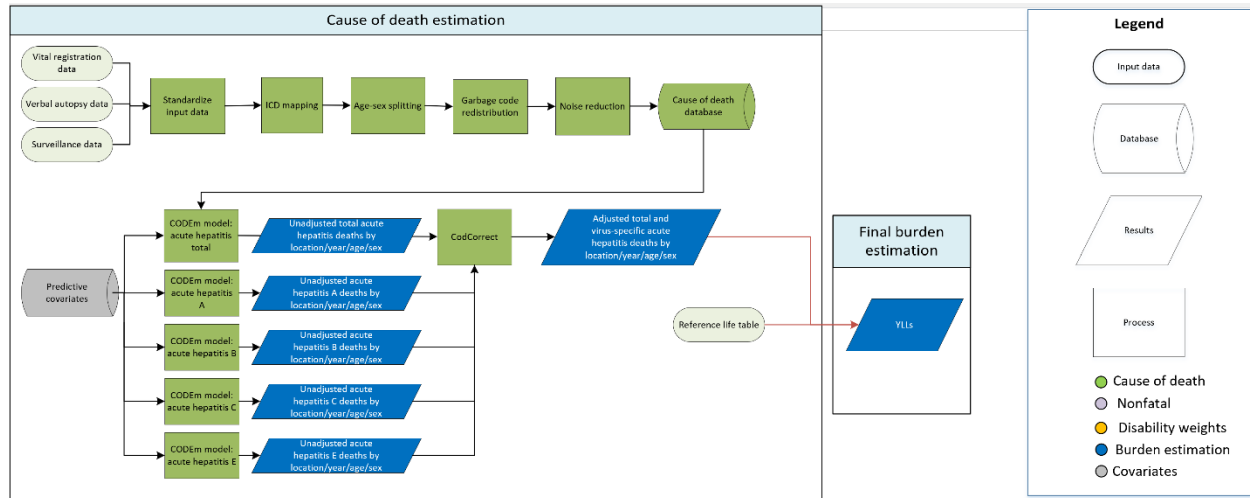 Cause of death estimation
Vital registration
data
Verbal autopsy data
Surveillance data
Standardize
input data
ICD mapping
Age-sex splitting
Garbage code
redistribution
Noise reduction
Cause of death
database
Predictive
covariates
CODEm model:
acute hepatitis
total
Unadjusted total acute
hepatitis deaths by
location/year/age/sex
CodCorrect
Adjusted total and
virus-specific acute
hepatitis deaths by
location/year/age/sex
CODEm model:
acute hepatitis
A
Unadjusted acute
hepatitis A deaths by
location/year/age/sex
CODEm model:
acute hepatitis B
Unadjusted acute
hepatitis B deaths by
location/year/age/sex
CODEm model:
acute hepatitis C
Unadjusted acute
hepatitis C deaths by
location/year/age/sex
CODEm model:
acute hepatitis E
Unadjusted acute
hepatitis E deaths by
location/year/age/sex
Reference life table
Final burden
estimation
YLLs
Legend
Input data
Database
Results
Process
Cause of death
Nonfatal
Disability weights
Burden estimation
Covariates